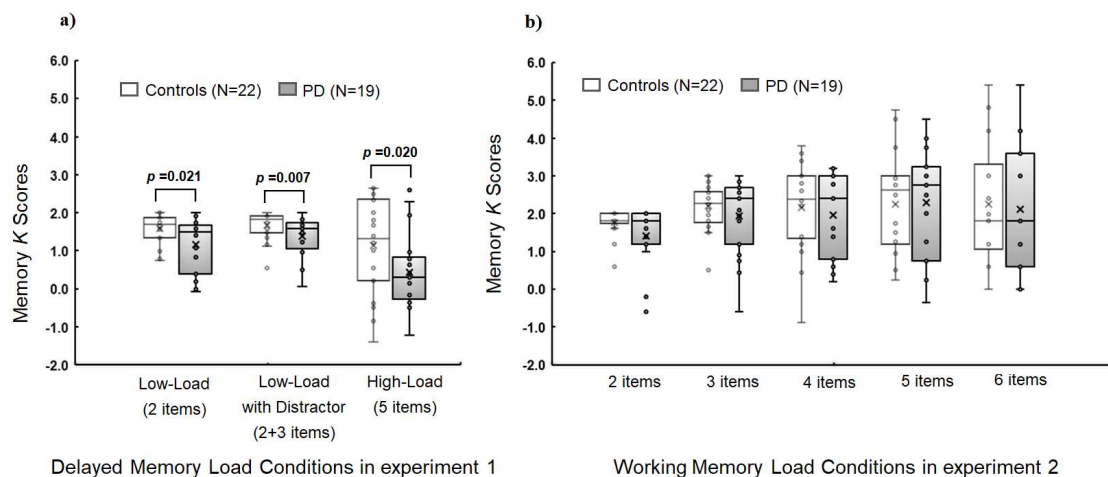 a)
Memory K Scores
6.0
5.0
4.0
3.0
2.0
1.0
0.0
-1.0
-2.0
Controls (N=22)
PD (N=19)
p =0.021
p =0.007
p =0.020
Low-Load
(2 items)
Low-Load
with Distractor
(2+3 items)
High-Load
(5 items)
Delayed Memory Load Conditions in experiment 1
b)
Memory K Scores
6.0
5.0
4.0
3.0
2.0
1.0
0.0
-1.0
-2.0
Controls (N=22)
PD (N=19)
2 items
3 items
4 items
5 items
6 items
Working Memory Load Conditions in experiment 2